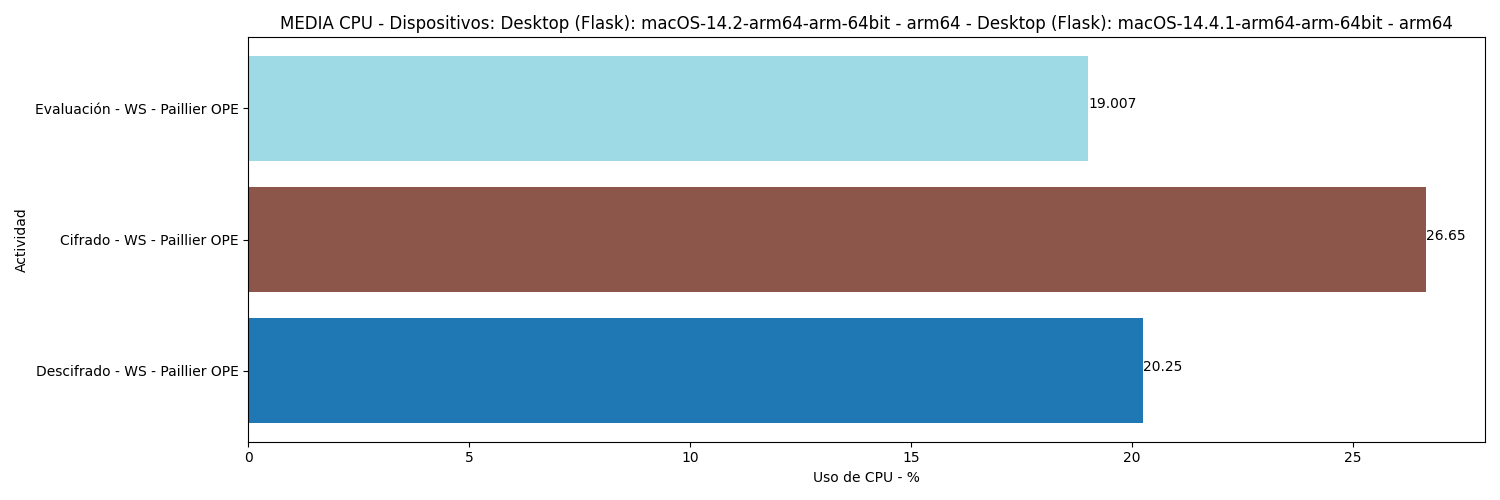 MEDIA CPU - Dispositivos: Desktop (Flask): macOS-14.2-arm64-arm-64bit - arm64 - Desktop (Flask): macOS-14.4.1-arm64-arm-64bit - arm64
Actividad
Evaluación - WS - Paillier OPE
19.007
Cifrado - WS - Paillier OPE
26.65
Descifrado - WS - Paillier OPE
20.25
0 5 10 15 20 25
Uso de CPU - %